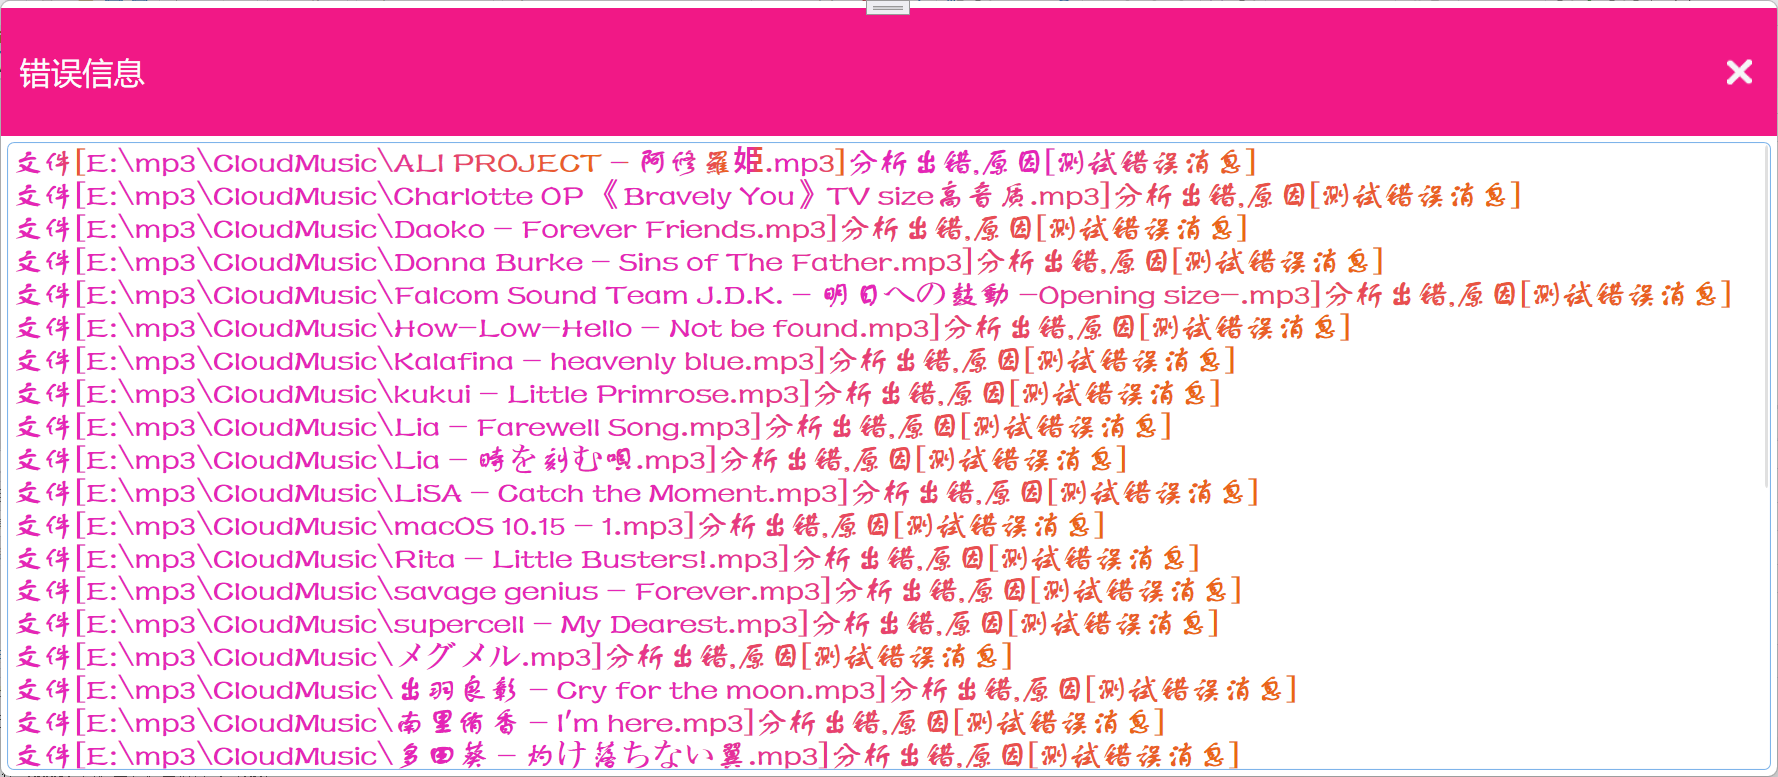 错误信息
文件[E:\mp3\CloudMusic\ALI PROJECT - 阿修羅姫.mp3]分析出错,原因[测试错误消息]
文件[E:\mp3\CloudMusic\Charlotte OP《Bravely You》TV size高音质.mp3]分析出错,原因[测试错误消息]
文件[E:\mp3\CloudMusic\Daoko - Forever Friends.mp3]分析出错,原因[测试错误消息]
文件[E:\mp3\CloudMusic\Donna Burke - Sins of The Father.mp3]分析出错,原因[测试错误消息]
文件[E:\mp3\CloudMusic\Falcom Sound Team J.D.K. - 明日への鼓動 -Opening size-.mp3]分析出错,原因[测试错误消息]
文件[E:\mp3\CloudMusic\How-Low-Hello - Not be found.mp3]分析出错,原因[测试错误消息]
文件[E:\mp3\CloudMusic\Kalafina - heavenly blue.mp3]分析出错,原因[测试错误消息]
文件[E:\mp3\CloudMusic\kukui - Little Primrose.mp3]分析出错,原因[测试错误消息]
文件[E:\mp3\CloudMusic\Lia - Farewell Song.mp3]分析出错,原因[测试错误消息]
文件[E:\mp3\CloudMusic\Lia - 時を刻む唄.mp3]分析出错,原因[测试错误消息]
文件[E:\mp3\CloudMusic\LiSA - Catch the Moment.mp3]分析出错,原因[测试错误消息]
文件[E:\mp3\CloudMusic\macOS 10.15 - 1.mp3]分析出错,原因[测试错误消息]
文件[E:\mp3\CloudMusic\Rita - Little Busters!.mp3]分析出错,原因[测试错误消息]
文件[E:\mp3\CloudMusic\savage genius - Forever.mp3]分析出错,原因[测试错误消息]
文件[E:\mp3\CloudMusic\supercell - My Dearest.mp3]分析出错,原因[测试错误消息]
文件[E:\mp3\CloudMusic\メグメル.mp3]分析出错,原因[测试错误消息]
文件[E:\mp3\CloudMusic\出羽良彰 - Cry for the moon.mp3]分析出错,原因[测试错误消息]
文件[E:\mp3\CloudMusic\南里侑香 - I'm here.mp3]分析出错,原因[测试错误消息]
文件[E:\mp3\CloudMusic\多田葵 - 灼け落ちない翼.mp3]分析出错,原因[测试错误消息]